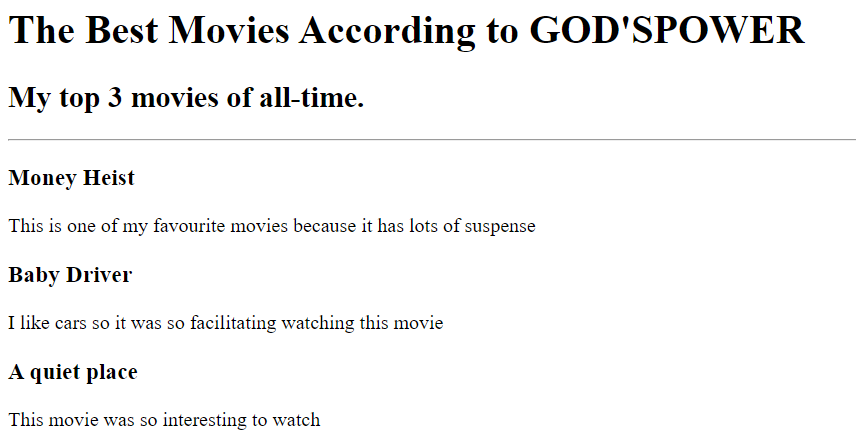 The Best Movies According to GOD'SPOWER
My top 3 movies of all-time.
Money Heist
This is one of my favourite movies because it has lots of suspense
Baby Driver
I like cars so it was so facilitating watching this movie
A quiet place
This movie was so interesting to watch